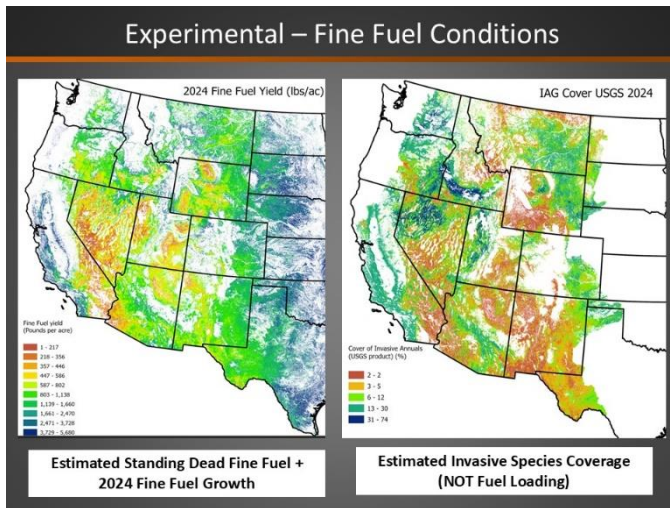 Experimental – Fine Fuel Conditions
2024 Fine Fuel Yield (lbs/ac)
Fine Fuel yield
(Pounds per acre)
1 - 217
218 - 356
357 - 446
447 - 586
587 - 802
803 - 1,138
1,139 - 1,660
1,661 - 2,470
2,471 - 3,728
3,729 - 5,680
Estimated Standing Dead Fine Fuel +
2024 Fine Fuel Growth
IAG Cover USGS 2024
Cover of Invasive Annuals
(USGS product) (%)
2 - 2
3 - 5
6 - 12
13 - 30
31 - 74
Estimated Invasive Species Coverage
(NOT Fuel Loading)